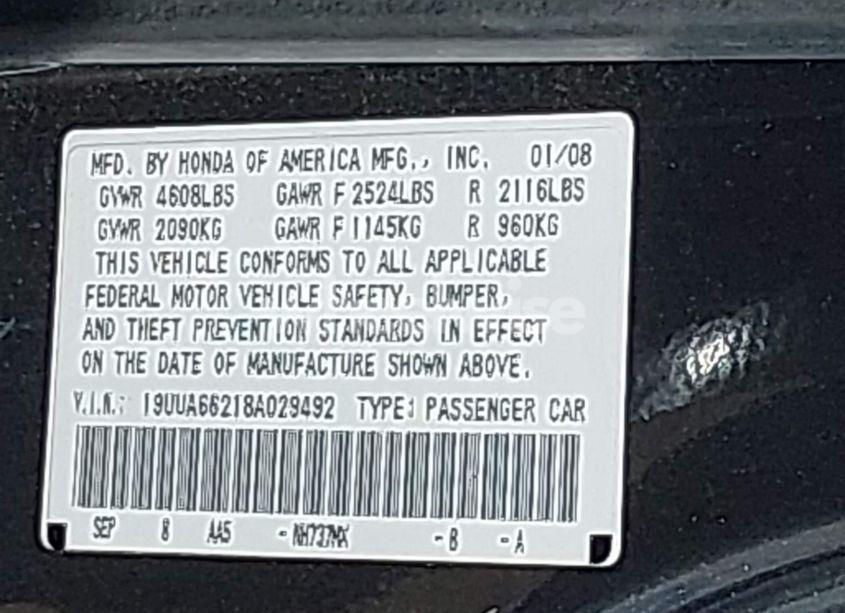 MFD. BY HONDA OF AMERICA MFG., INC. 01/08
GVWR 4608LBS GAWR F 2524LBS R 2116LBS
GVWR 2090KG GAWR F 1145KG R 960KG
THIS VEHICLE CONFORMS TO ALL APPLICABLE
FEDERAL MOTOR VEHICLE SAFETY, BUMPER,
AND THEFT PREVENTION STANDARDS IN EFFECT
ON THE DATE OF MANUFACTURE SHOWN ABOVE.
V.I.N.: 19UUA66218A029492 TYPE: PASSENGER CAR
SEP 8 AA5 - NH737MX - B - A